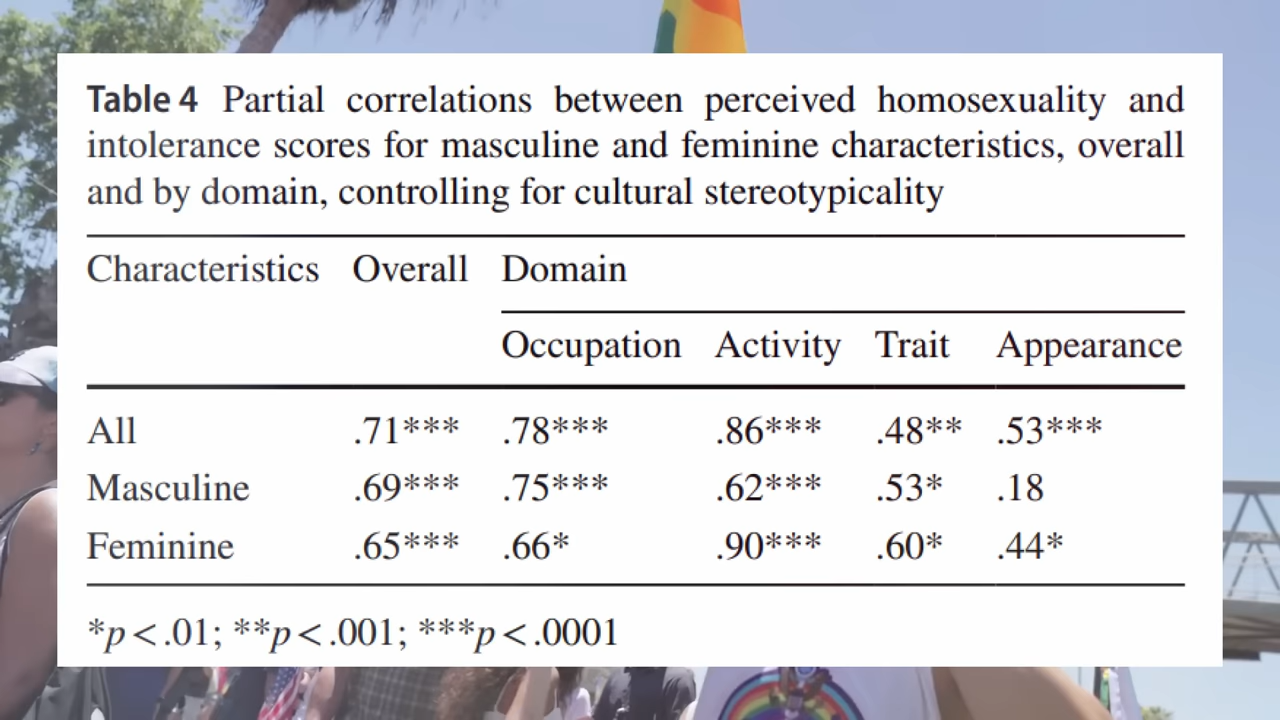 Table 4 Partial correlations between perceived homosexuality and
intolerance scores for masculine and feminine characteristics, overall
and by domain, controlling for cultural stereotypicality
Characteristics Overall Domain
Occupation Activity Trait Appearance
All .71*** .78*** .86*** .48** .53***
Masculine .69*** .75*** .62*** .53* .18
Feminine .65*** .66* .90*** .60* .44*
*p < .01; **p < .001; ***p < .0001